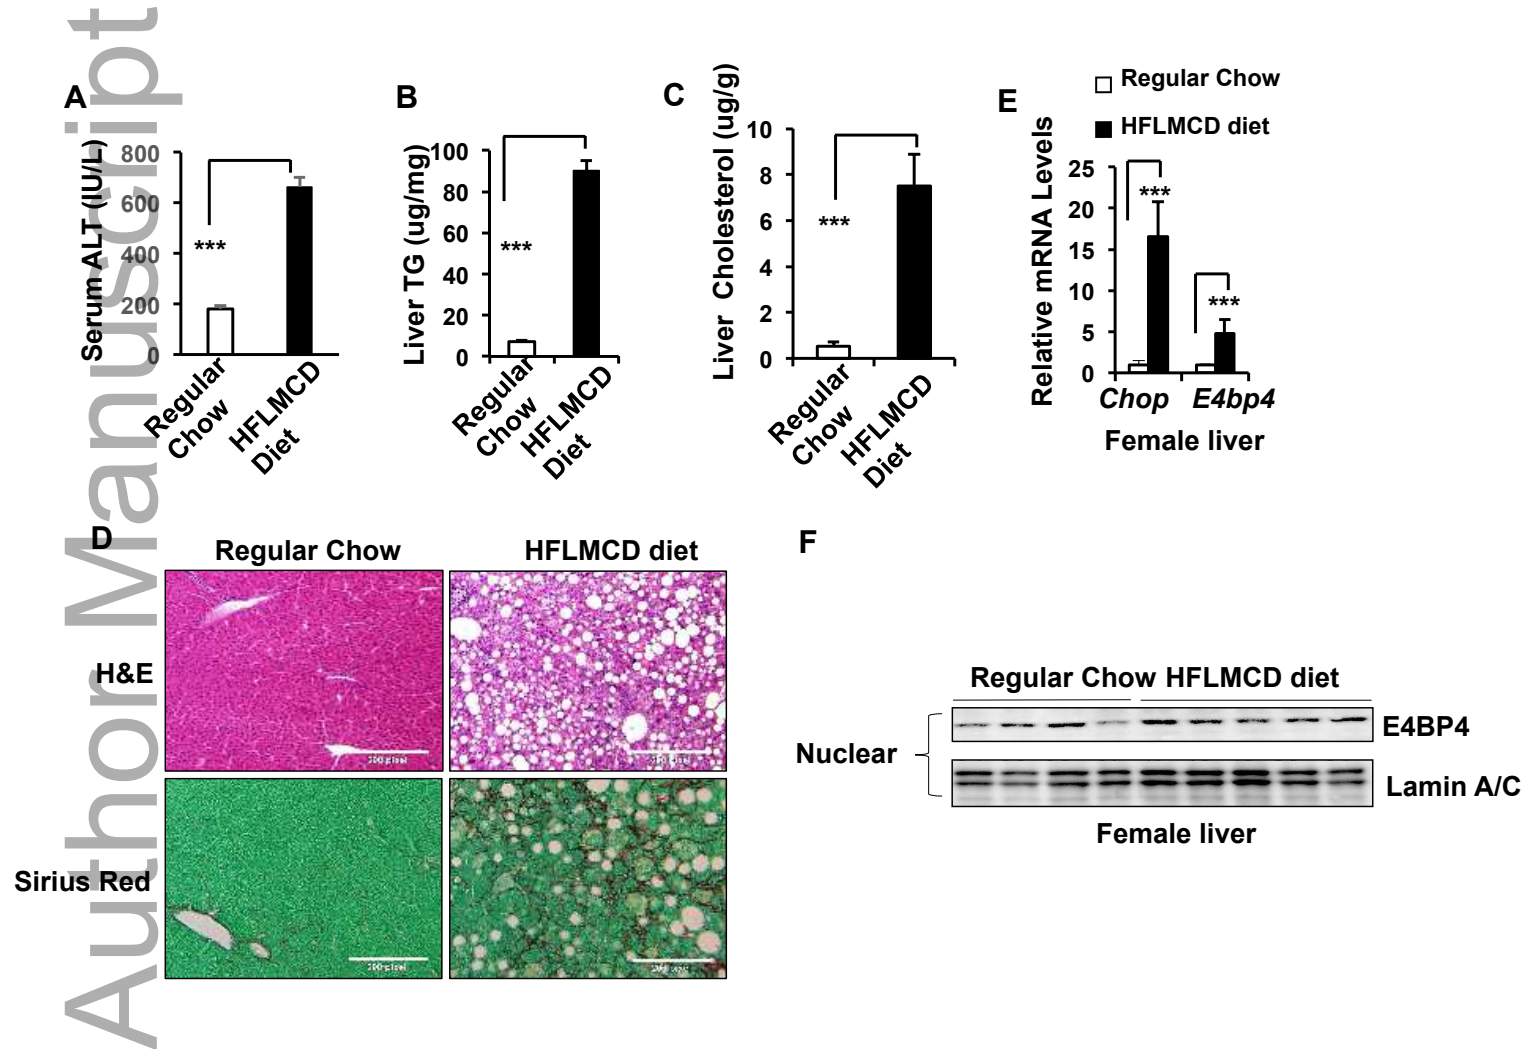 Author Manuscript
A
Serum ALT (IU/L)
800
600
400
200
0
***
Regular
Chow
HFLMCD
Diet
B
Liver TG (ug/mg)
100
80
60
40
20
0
***
Regular
Chow
HFLMCD
Diet
C
Liver Cholesterol (ug/g)
10
8
6
4
2
0
***
Regular
Chow
HFLMCD
Diet
E
Regular Chow
HFLMCD diet
Relative mRNA Levels
25
20
15
10
5
0
***
***
Chop E4bp4
Female liver
D
Regular Chow HFLMCD diet
H&E
Sirius Red
F
Regular Chow HFLMCD diet
Nuclear
E4BP4
Lamin A/C
Female liver